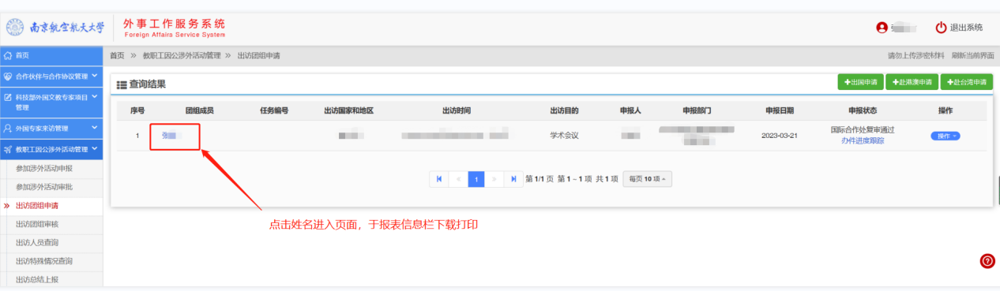 南京航空航天大学
外事工作服务系统
Foreign Affairs Service System
退出系统
首页
首页 » 教职工因公涉外活动管理 » 出访团组申请
请勿上传涉密材料 刷新当前界面
合作伙伴与合作协议管理
科技部外国文教专家项目管理
外国专家来访管理
教职工因公涉外活动管理
参加涉外活动申报
参加涉外活动审批
» 出访团组申请
出访团组审核
出访人员查询
出访特殊情况查询
出访总结上报
查询结果
+出国申请 +赴港澳申请 +赴台湾申请
序号 团组成员 任务编号 出访国家和地区 出访时间 出访目的 申报人 申报部门 申报日期 申报状态 操作
1 学术会议 2023-03-21 国际合作处复审通过 操作
办件进度跟踪
« 1 » 第 1/1 页 第 1 - 1 项 共 1 项 每页 10 项
点击姓名进入页面，于报表信息栏下载打印